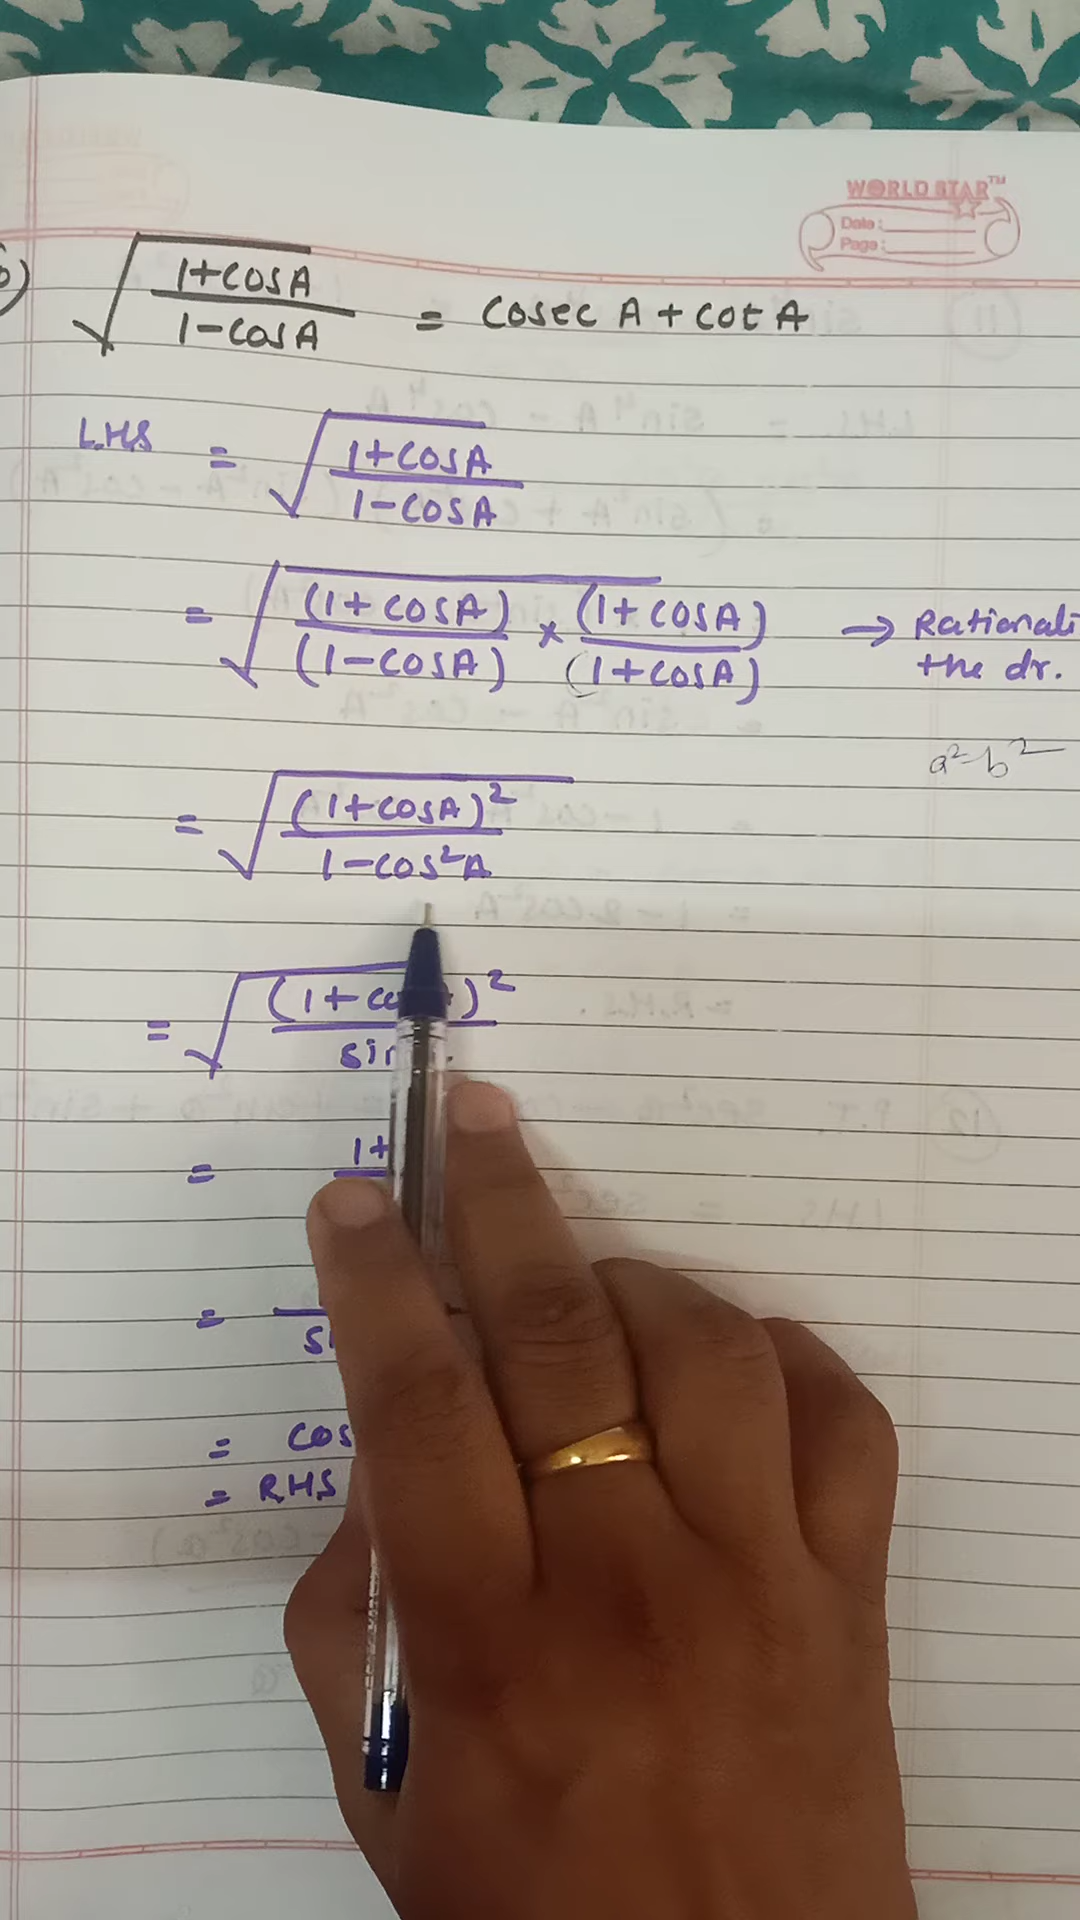 WORLD STAR™
Date:
Page:
√(1+cosA)/(1-cosA) = cosec A + cot A
LHS = √(1+cosA)/(1-cosA)
= √(1+cosA)/(1-cosA) × (1+cosA)/(1+cosA) → Rationali
the dr.
a²-b²
= √(1+cosA)²/(1-cos²A)
= √(1+co )²/sin
= 1+
=
= cos
= RHS